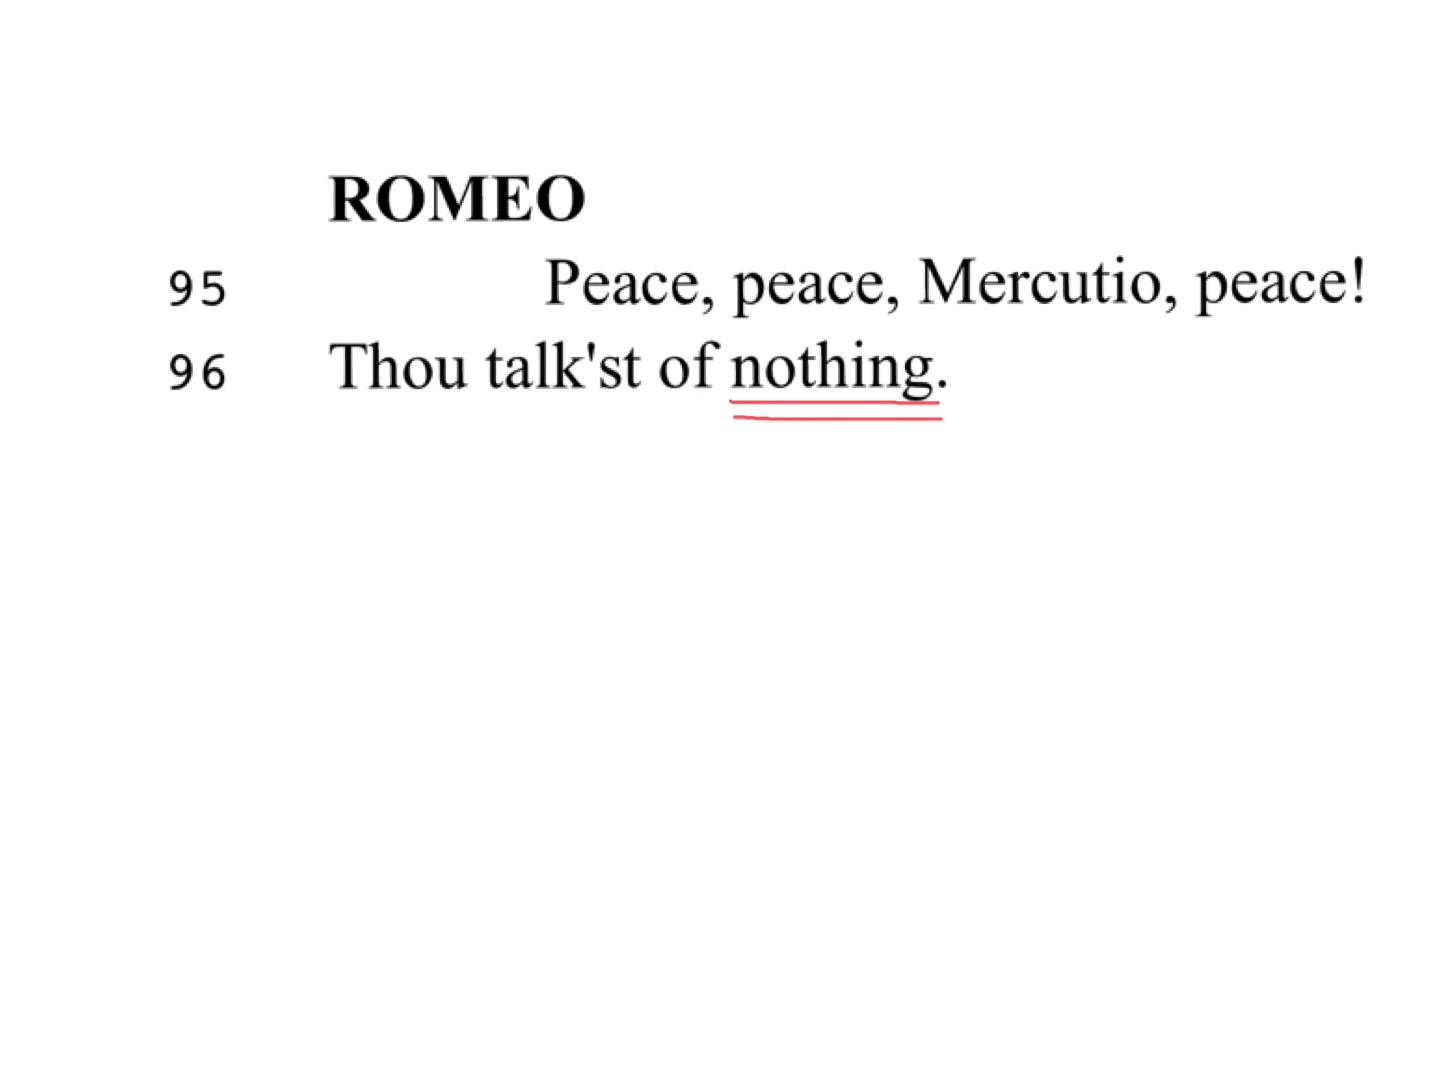 ROMEO
95 Peace, peace, Mercutio, peace!
96 Thou talk'st of nothing.